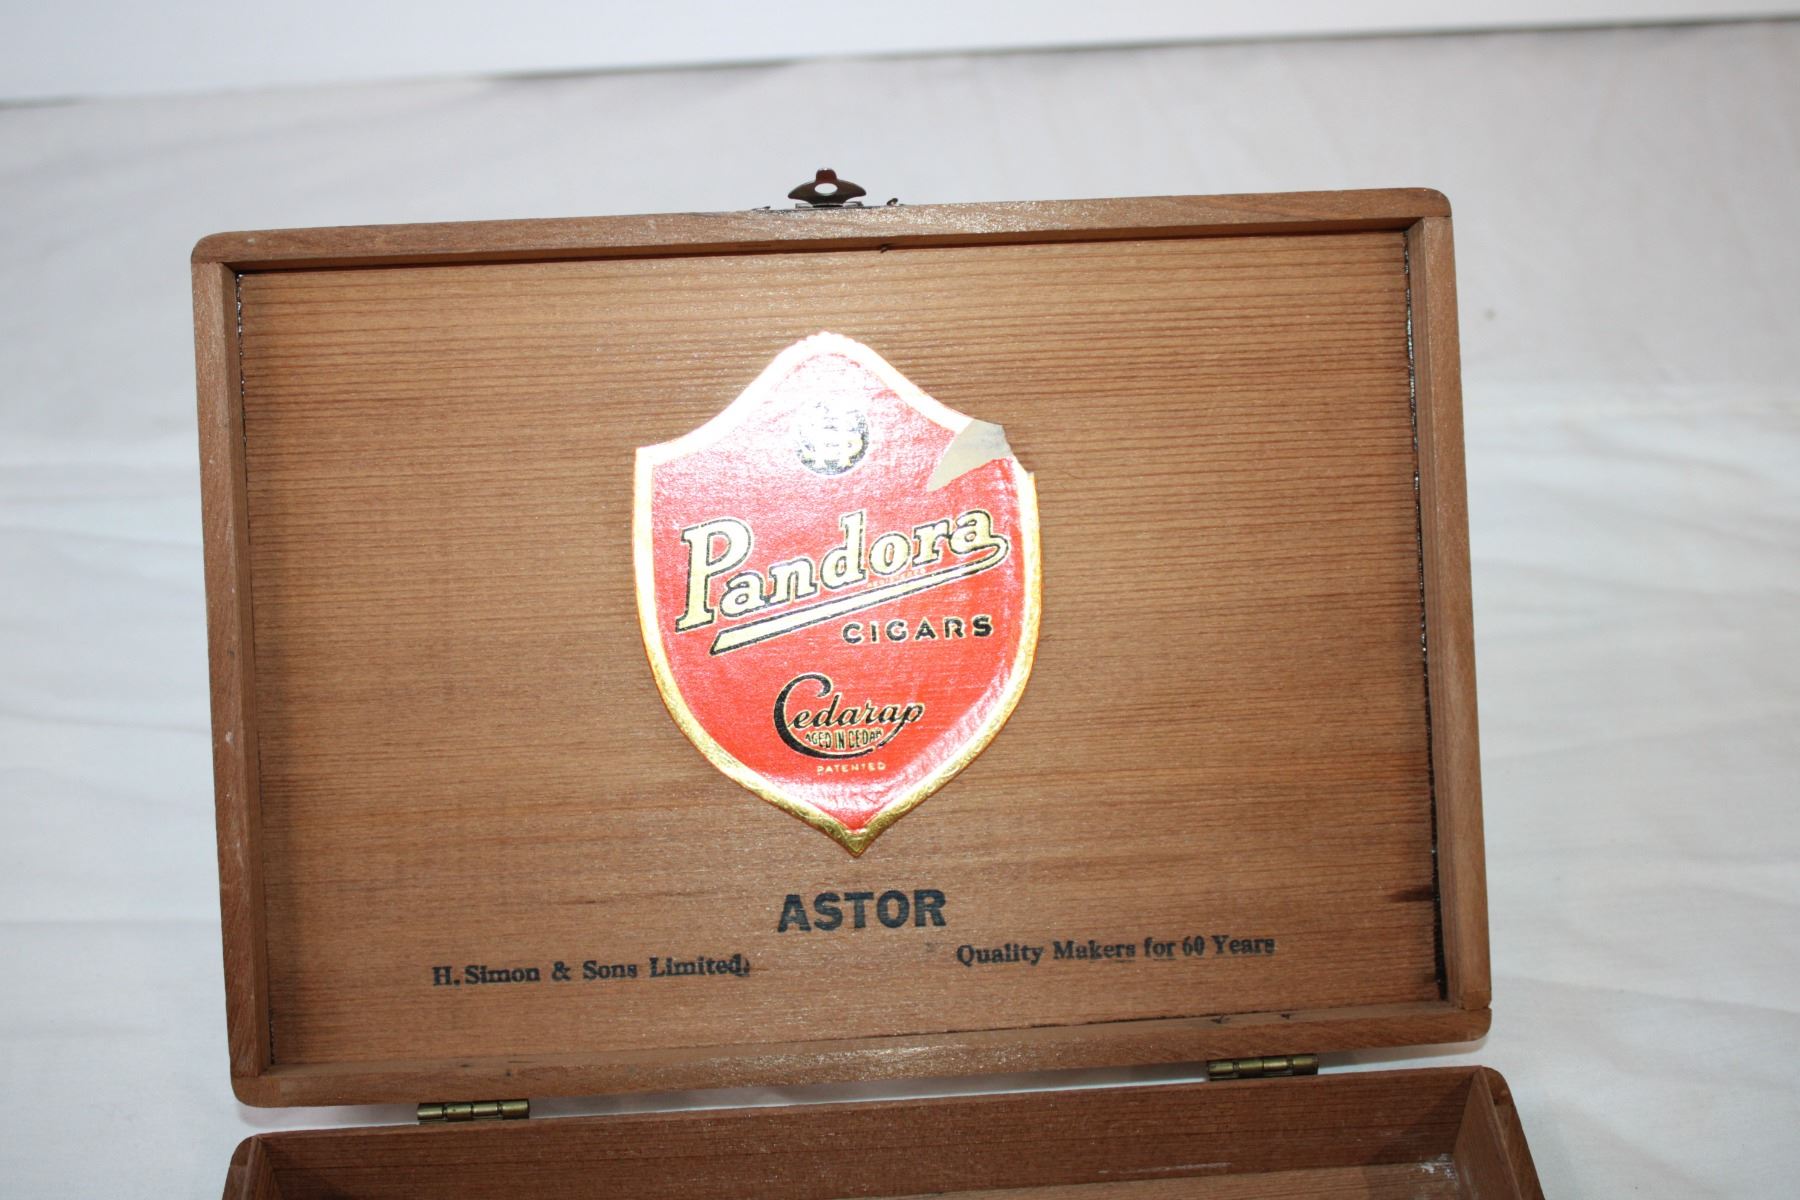 Pandora
CIGARS
Cedarap
AGED IN CEDAR
PATENTED
ASTOR
H. Simon & Sons Limited.
Quality Makers for 60 Years